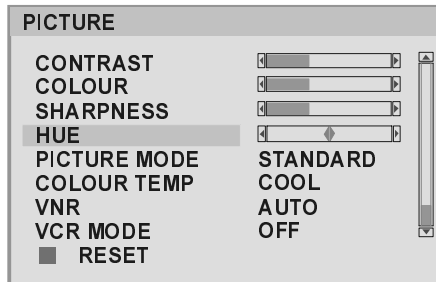 PICTURE
CONTRAST
COLOUR
SHARPNESS
HUE
PICTURE MODE STANDARD
COLOUR TEMP COOL
VNR AUTO
VCR MODE OFF
RESET